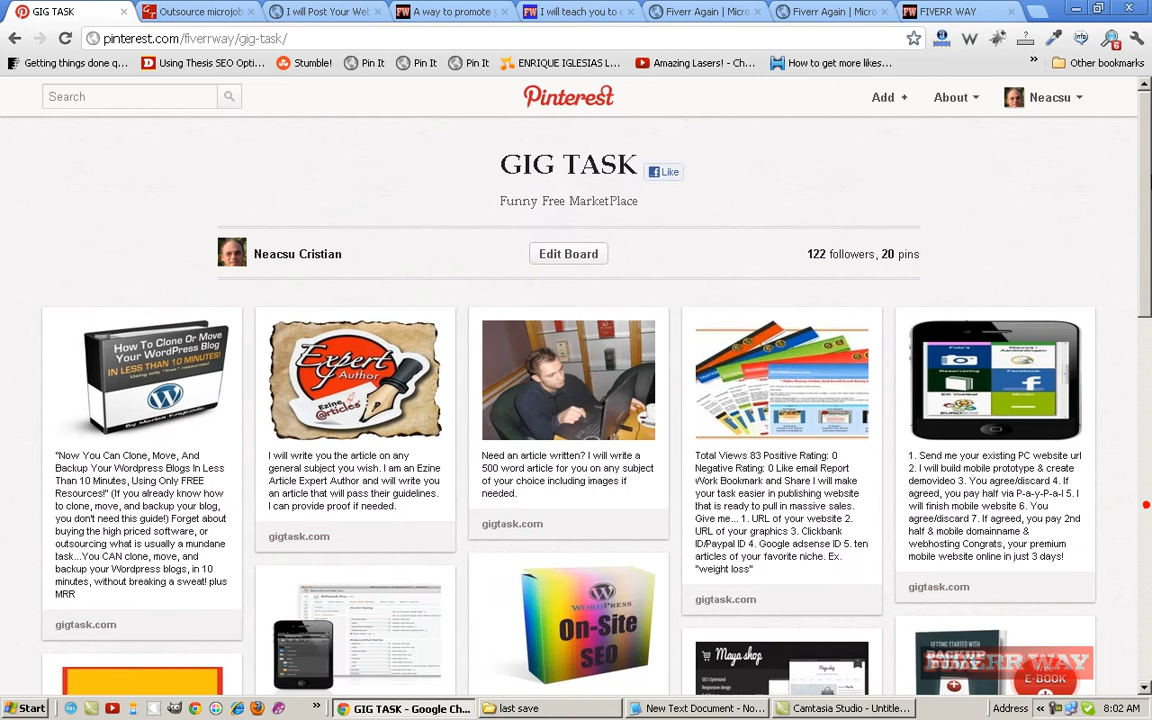 GIG TASK
Outsource microjob
I will Post Your Web
A way to promote y
I will teach you to c
Fiverr Again | Micro
Fiverr Again | Micro
FIVERR WAY
pinterest.com/fiverrway/gig-task/
Getting things done q...
Using Thesis SEO Opti...
Stumble!
Pin It
Pin It
Pin It
ENRIQUE IGLESIAS L...
Amazing Lasers! - Ch...
How to get more likes...
Other bookmarks
Search
Pinterest
Add +
About
Neacsu
GIG TASK
Like
Funny Free MarketPlace
Neacsu Cristian
Edit Board
122 followers, 20 pins
How To Clone Or Move
Your WordPress Blog
IN LESS THAN 10 MINUTES!
"Now You Can Clone, Move, And
Backup Your Wordpress Blogs In Less
Than 10 Minutes, Using Only FREE
Resources!" (If you already know how
to clone, move, and backup your blog,
you don't need this guide!) Forget about
buying the high priced software, or
outsourcing what is usually a mundane
task...You CAN clone, move, and
backup your Wordpress blogs, in 10
minutes, without breaking a sweat! plus
MRR
gigtask.com
Expert
Author
Ezine
@rticles
I will write you the article on any
general subject you wish. I am an Ezine
Article Expert Author and will write you
an article that will pass their guidelines.
I can provide proof if needed.
gigtask.com
Need an article written? I will write a
500 word article for you on any subject
of your choice including images if
needed.
gigtask.com
WORDPRESS
On-Site
SEO
Total Views 83 Positive Rating: 0
Negative Rating: 0 Like email Report
Work Bookmark and Share I will make
your task easier in publishing website
that is ready to pull in massive sales.
Give me... 1. URL of your website 2.
URL of your graphics 3. Clickbank
ID/Paypal ID 4. Google adsense ID 5. ten
articles of your favorite niche. Ex.
"weight loss"
gigtask.com
Maya shop
1. Send me your existing PC website url
2. I will build mobile prototype & create
demovideo 3. You agree/discard 4. If
agreed, you pay half via P-a-y-P-a-l 5. I
will finish mobile website 6. You
agree/discard 7. If agreed, you pay 2nd
half & mobile domainname &
webhosting Congrats, your premium
mobile website online in just 3 days!
gigtask.com
GETTING STARTED WITH
BACKUP
E-BOOK
FIVERR WAY
Start
GIG TASK - Google Ch...
last save
New Text Document - No...
Camtasia Studio - Untitle...
Address
8:02 AM